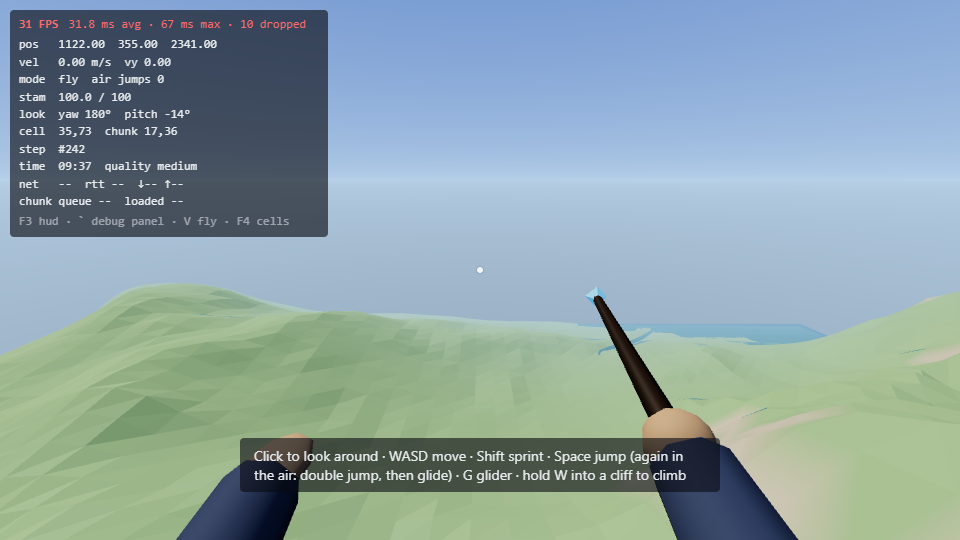 31 FPS 31.8 ms avg · 67 ms max · 10 dropped
pos 1122.00 355.00 2341.00
vel 0.00 m/s vy 0.00
mode fly air jumps 0
stam 100.0 / 100
look yaw 180° pitch -14°
cell 35,73 chunk 17,36
step #242
time 09:37 quality medium
net -- rtt -- ↓-- ↑--
chunk queue -- loaded --
F3 hud · ` debug panel · V fly · F4 cells
Click to look around · WASD move · Shift sprint · Space jump (again in
the air: double jump, then glide) · G glider · hold W into a cliff to climb